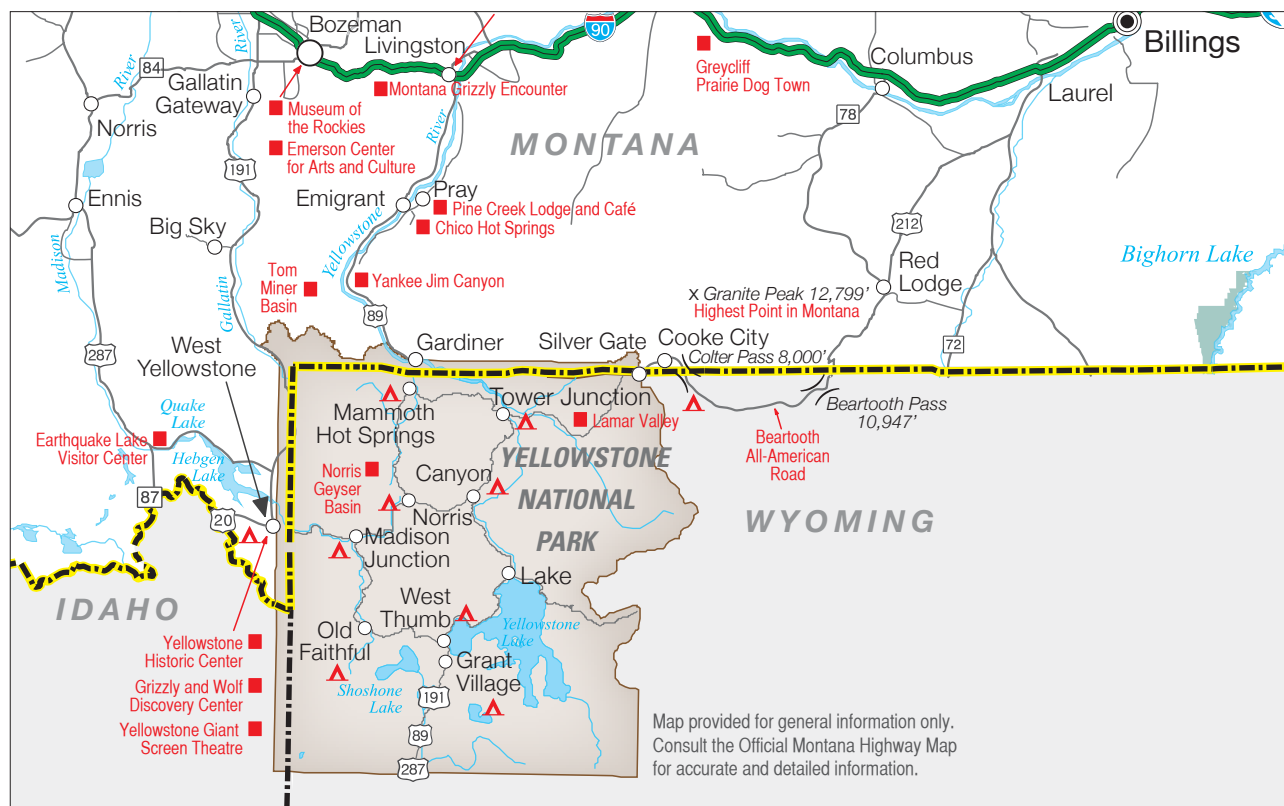 Bozeman
Livingston
90
Billings
Columbus
Laurel
Greycliff
Prairie Dog Town
84
River
River
Gallatin
Gateway
Norris
Museum of
the Rockies
Emerson Center
for Arts and Culture
Montana Grizzly Encounter
River
MONTANA
78
191
Ennis
Big Sky
Emigrant
Pray
Pine Creek Lodge and Café
Chico Hot Springs
212
Madison
Gallatin
Yellowstone
Tom
Miner
Basin
Yankee Jim Canyon
Bighorn Lake
Red
Lodge
x Granite Peak 12,799’
Highest Point in Montana
89
287
West
Yellowstone
Gardiner
Silver Gate
Cooke City
Colter Pass 8,000’
72
Beartooth Pass
10,947’
Beartooth
All-American
Road
Quake
Lake
Earthquake Lake
Visitor Center
Hebgen
Lake
87
20
Mammoth
Hot Springs
Tower Junction
Lamar Valley
YELLOWSTONE
NATIONAL
PARK
Norris
Geyser
Basin
Canyon
Norris
Madison
Junction
WYOMING
IDAHO
Lake
West
Thumb
Yellowstone
Lake
Old
Faithful
Grant
Village
Shoshone
Lake
191
89
287
Yellowstone
Historic Center
Grizzly and Wolf
Discovery Center
Yellowstone Giant
Screen Theatre
Map provided for general information only.
Consult the Official Montana Highway Map
for accurate and detailed information.